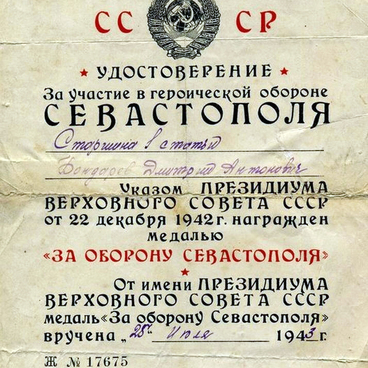 СС СР
★ УДОСТОВЕРЕНИЕ ★
За участие в героической обороне
СЕВАСТОПОЛЯ
Старшина 1 статьи
Бондарев Дмитрий Антонович
Указом ПРЕЗИДИУМА
ВЕРХОВНОГО СОВЕТА СССР
от 22 декабря 1942 г. награжден
медалью
«ЗА ОБОРОНУ СЕВАСТОПОЛЯ»
★
От имени ПРЕЗИДИУМА
ВЕРХОВНОГО СОВЕТА СССР
медаль «За оборону Севастополя»
вручена „25" Июля 1943 г.
Ж № 17675